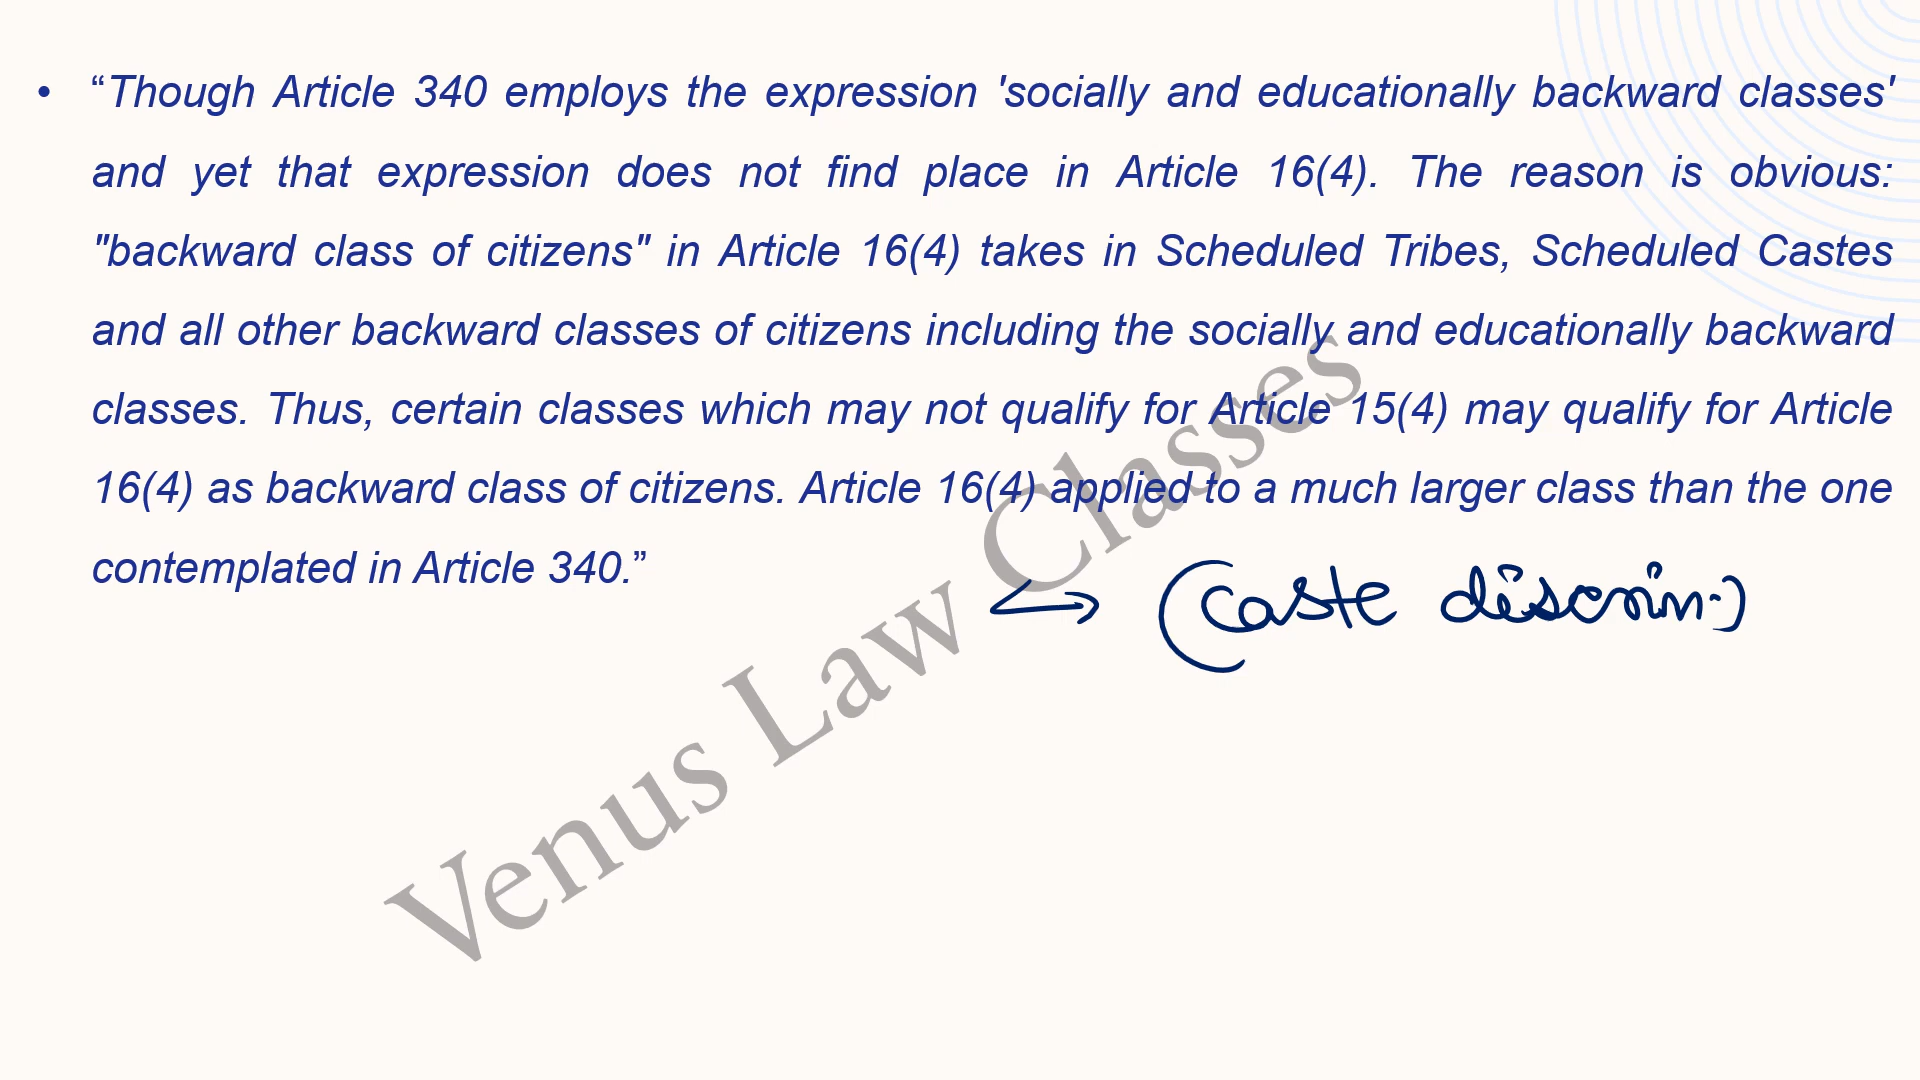 • “Though Article 340 employs the expression 'socially and educationally backward classes'
and yet that expression does not find place in Article 16(4). The reason is obvious:
"backward class of citizens" in Article 16(4) takes in Scheduled Tribes, Scheduled Castes
and all other backward classes of citizens including the socially and educationally backward
classes. Thus, certain classes which may not qualify for Article 15(4) may qualify for Article
16(4) as backward class of citizens. Article 16(4) applied to a much larger class than the one
contemplated in Article 340.”
(caste discrim)
Venus Law Classes